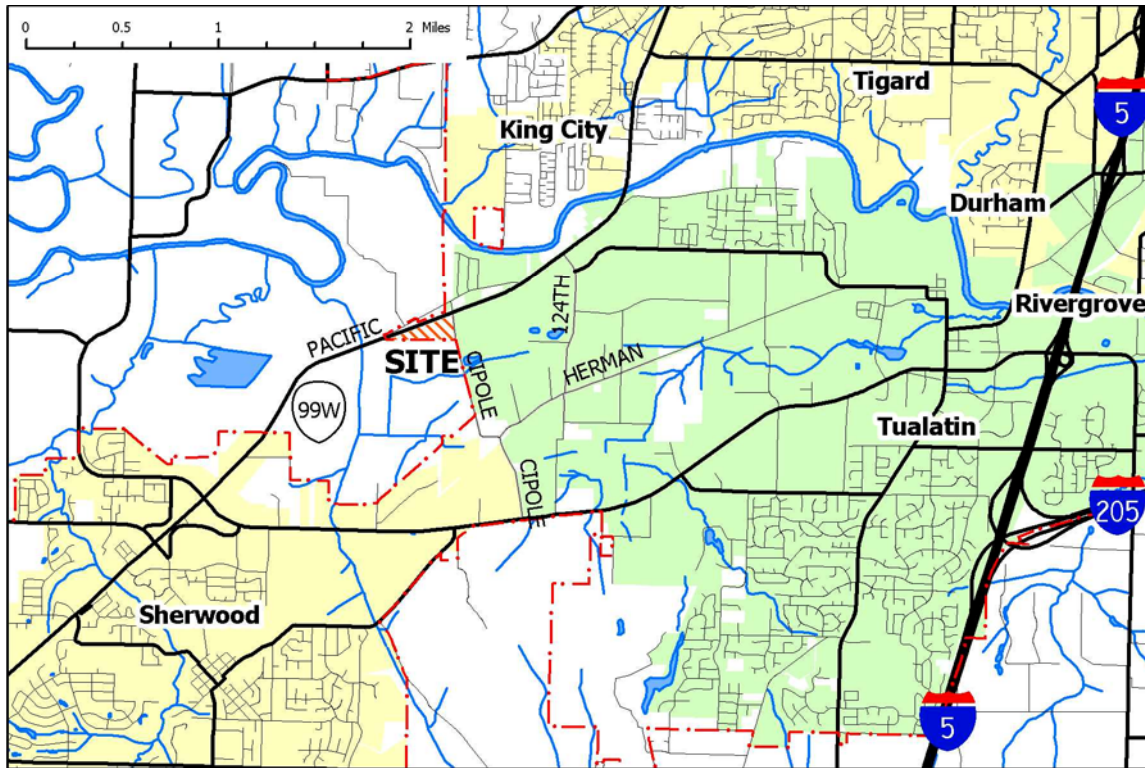 0 0.5 1 2 Miles
Tigard
5
King City
Durham
Rivergrove
124TH
PACIFIC
SITE
CIPOLE
HERMAN
99W
Tualatin
CIPOLE
205
Sherwood
5